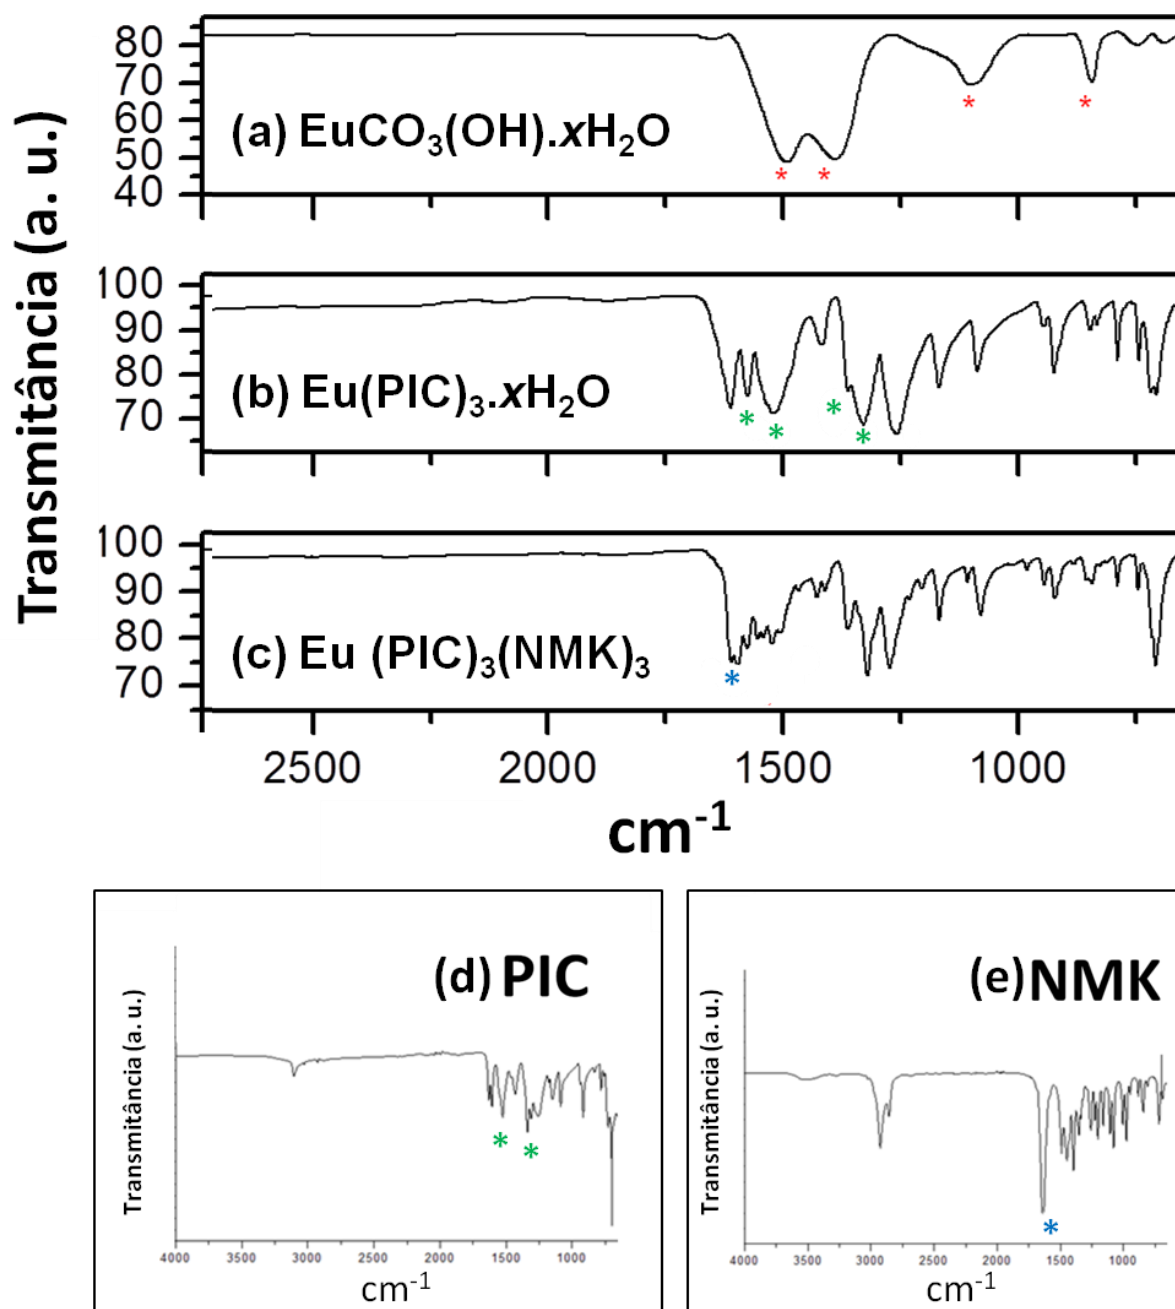 Transmitância (a. u.)
80
70
60
50
40
(a) EuCO₃(OH).xH₂O
*
*
*
*
100
90
80
70
(b) Eu(PIC)₃.xH₂O
*
*
*
*
100
90
80
70
(c) Eu (PIC)₃(NMK)₃
*
2500 2000 1500 1000
cm⁻¹
(d) PIC
Transmitância (a. u.)
* *
4000 3500 3000 2500 2000 1500 1000
cm⁻¹
(e) NMK
Transmitância (a. u.)
*
4000 3500 3000 2500 2000 1500 1000
cm⁻¹